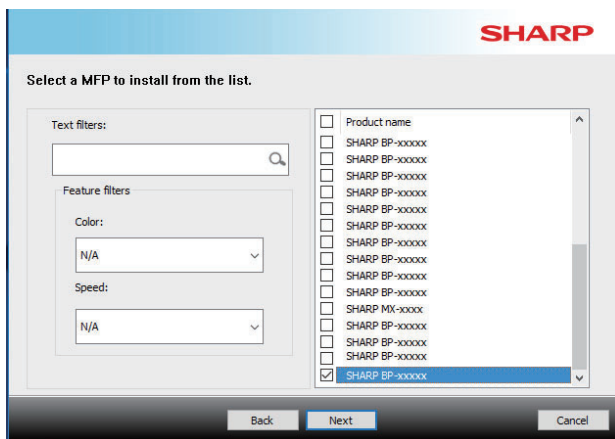 SHARP
Select a MFP to install from the list.
Text filters:
Feature filters
Color:
N/A
Speed:
N/A
Product name
SHARP BP-xxxxx
SHARP BP-xxxxx
SHARP BP-xxxxx
SHARP BP-xxxxx
SHARP BP-xxxxx
SHARP BP-xxxxx
SHARP BP-xxxxx
SHARP BP-xxxxx
SHARP BP-xxxxx
SHARP BP-xxxxx
SHARP MX-xxxx
SHARP BP-xxxxx
SHARP BP-xxxxx
SHARP BP-xxxxx
SHARP BP-xxxxx
Back
Next
Cancel